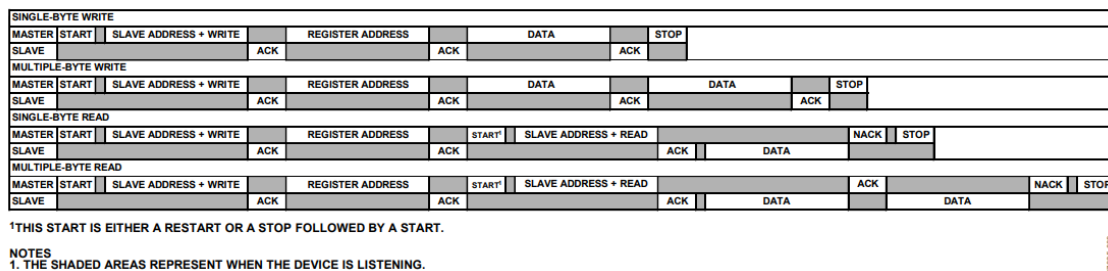 SINGLE-BYTE WRITE
MASTER START SLAVE ADDRESS + WRITE REGISTER ADDRESS DATA STOP
SLAVE ACK ACK ACK
MULTIPLE-BYTE WRITE
MASTER START SLAVE ADDRESS + WRITE REGISTER ADDRESS DATA DATA STOP
SLAVE ACK ACK ACK ACK
SINGLE-BYTE READ
MASTER START SLAVE ADDRESS + WRITE REGISTER ADDRESS START¹ SLAVE ADDRESS + READ NACK STOP
SLAVE ACK ACK ACK DATA
MULTIPLE-BYTE READ
MASTER START SLAVE ADDRESS + WRITE REGISTER ADDRESS START¹ SLAVE ADDRESS + READ ACK NACK STOP
SLAVE ACK ACK ACK DATA DATA
¹THIS START IS EITHER A RESTART OR A STOP FOLLOWED BY A START.
NOTES
1. THE SHADED AREAS REPRESENT WHEN THE DEVICE IS LISTENING.